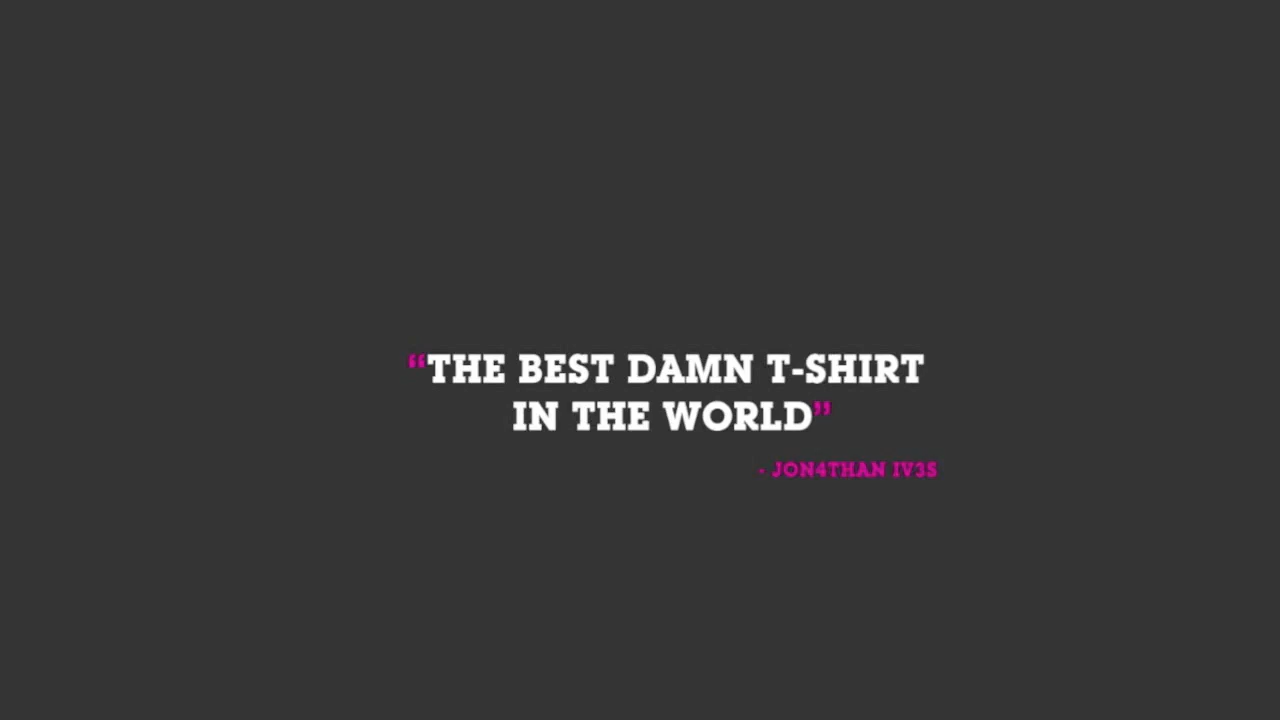 “THE BEST DAMN T-SHIRT
IN THE WORLD”
- JON4THAN IV3S